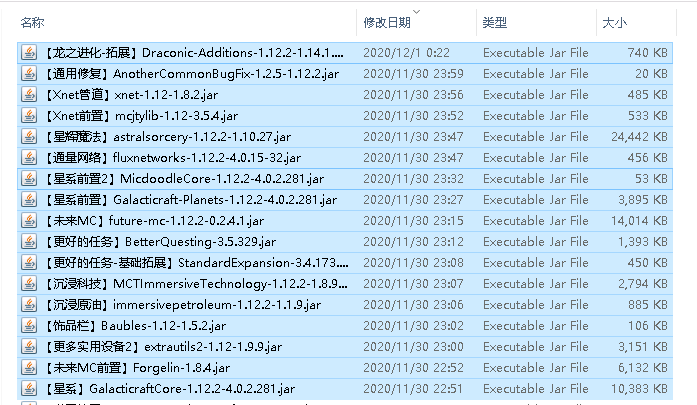 名称 修改日期 类型 大小
【龙之进化-拓展】Draconic-Additions-1.12.2-1.14.1.... 2020/12/1 0:22 Executable Jar File 740 KB
【通用修复】AnotherCommonBugFix-1.2.5-1.12.2.jar 2020/11/30 23:59 Executable Jar File 20 KB
【Xnet管道】xnet-1.12-1.8.2.jar 2020/11/30 23:56 Executable Jar File 485 KB
【Xnet前置】mcjtylib-1.12-3.5.4.jar 2020/11/30 23:52 Executable Jar File 533 KB
【星辉魔法】astralsorcery-1.12.2-1.10.27.jar 2020/11/30 23:47 Executable Jar File 24,442 KB
【通量网络】fluxnetworks-1.12.2-4.0.15-32.jar 2020/11/30 23:47 Executable Jar File 456 KB
【星系前置2】MicdoodleCore-1.12.2-4.0.2.281.jar 2020/11/30 23:32 Executable Jar File 53 KB
【星系前置】Galacticraft-Planets-1.12.2-4.0.2.281.jar 2020/11/30 23:27 Executable Jar File 3,895 KB
【未来MC】future-mc-1.12.2-0.2.4.1.jar 2020/11/30 23:15 Executable Jar File 14,014 KB
【更好的任务】BetterQuesting-3.5.329.jar 2020/11/30 23:12 Executable Jar File 1,393 KB
【更好的任务-基础拓展】StandardExpansion-3.4.173.... 2020/11/30 23:08 Executable Jar File 450 KB
【沉浸科技】MCTImmersiveTechnology-1.12.2-1.8.9... 2020/11/30 23:07 Executable Jar File 2,794 KB
【沉浸原油】immersivepetroleum-1.12.2-1.1.9.jar 2020/11/30 23:06 Executable Jar File 885 KB
【饰品栏】Baubles-1.12-1.5.2.jar 2020/11/30 23:02 Executable Jar File 106 KB
【更多实用设备2】extrautils2-1.12-1.9.9.jar 2020/11/30 23:00 Executable Jar File 3,151 KB
【未来MC前置】Forgelin-1.8.4.jar 2020/11/30 22:52 Executable Jar File 6,132 KB
【星系】GalacticraftCore-1.12.2-4.0.2.281.jar 2020/11/30 22:51 Executable Jar File 10,383 KB